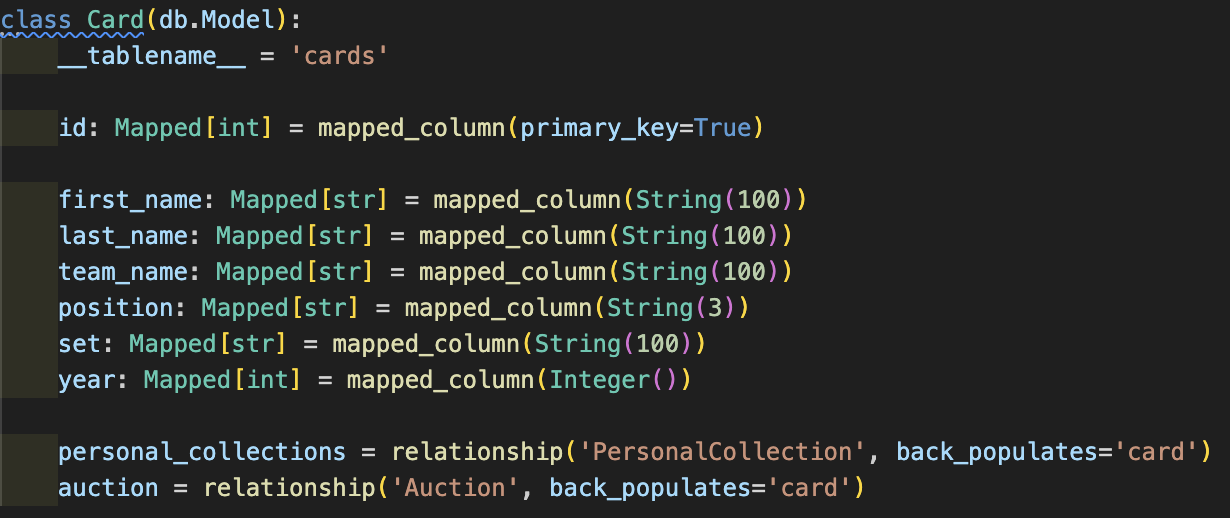 class Card(db.Model):
    __tablename__ = 'cards'
    id: Mapped[int] = mapped_column(primary_key=True)
    first_name: Mapped[str] = mapped_column(String(100))
    last_name: Mapped[str] = mapped_column(String(100))
    team_name: Mapped[str] = mapped_column(String(100))
    position: Mapped[str] = mapped_column(String(3))
    set: Mapped[str] = mapped_column(String(100))
    year: Mapped[int] = mapped_column(Integer())
    personal_collections = relationship('PersonalCollection', back_populates='card')
    auction = relationship('Auction', back_populates='card')